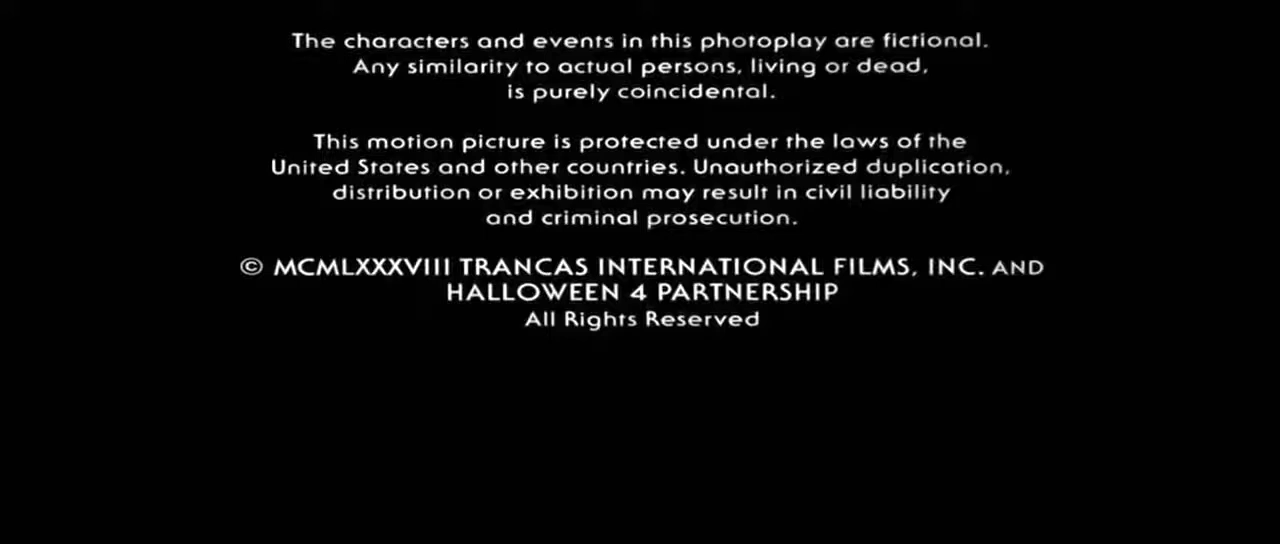 The characters and events in this photoplay are fictional.
Any similarity to actual persons, living or dead,
is purely coincidental.
This motion picture is protected under the laws of the
United States and other countries. Unauthorized duplication,
distribution or exhibition may result in civil liability
and criminal prosecution.
© MCMLXXXVIII TRANCAS INTERNATIONAL FILMS, INC. AND
HALLOWEEN 4 PARTNERSHIP
All Rights Reserved